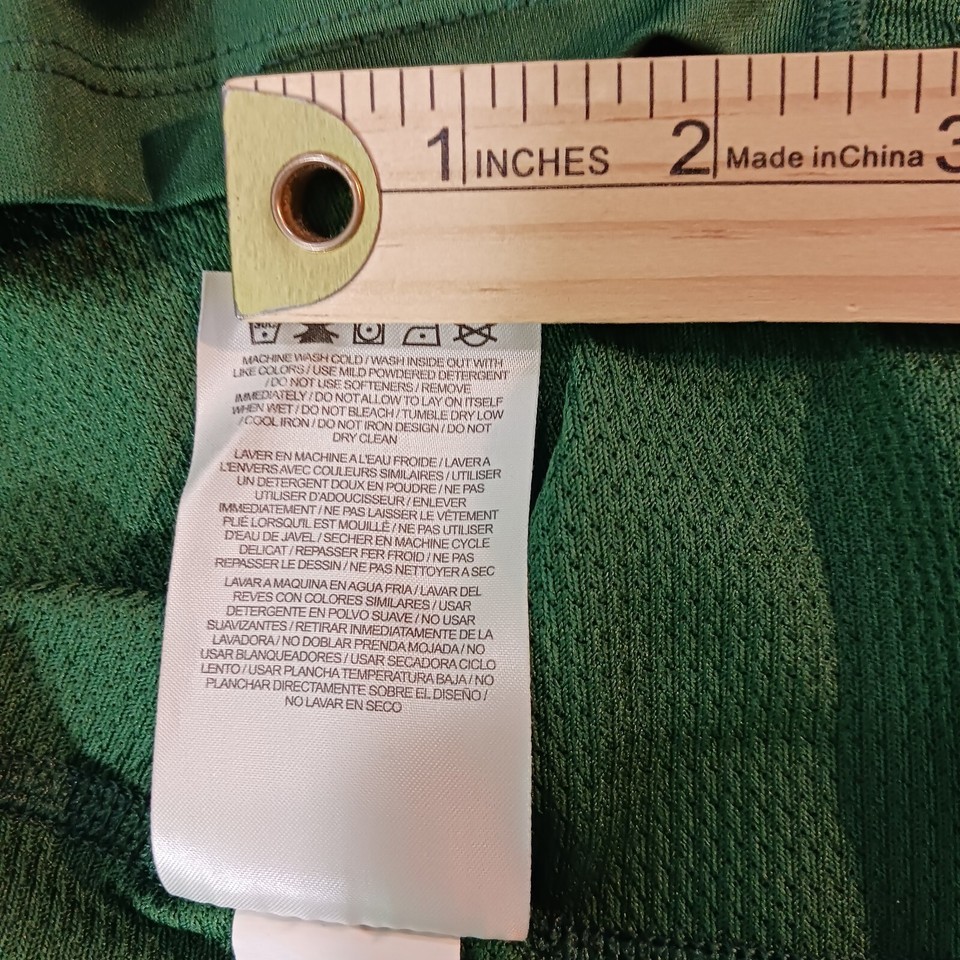 1 INCHES 2 Made in China 3
MACHINE WASH COLD / WASH INSIDE OUT WITH
LIKE COLORS / USE MILD POWDERED DETERGENT
/ DO NOT USE SOFTENERS / REMOVE
IMMEDIATELY / DO NOT ALLOW TO LAY ON ITSELF
WHEN WET / DO NOT BLEACH / TUMBLE DRY LOW
/ COOL IRON / DO NOT IRON DESIGN / DO NOT
DRY CLEAN
LAVER EN MACHINE A L'EAU FROIDE / LAVER A
L'ENVERS AVEC COULEURS SIMILAIRES / UTILISER
UN DETERGENT DOUX EN POUDRE / NE PAS
UTILISER D'ADOUCISSEUR / ENLEVER
IMMEDIATEMENT / NE PAS LAISSER LE VÊTEMENT
PLIÉ LORSQU'IL EST MOUILLÉ / NE PAS UTILISER
D'EAU DE JAVEL / SECHER EN MACHINE CYCLE
DELICAT / REPASSER FER FROID / NE PAS
REPASSER LE DESSIN / NE PAS NETTOYER A SEC
LAVAR A MAQUINA EN AGUA FRIA / LAVAR DEL
REVES CON COLORES SIMILARES / USAR
DETERGENTE EN POLVO SUAVE / NO USAR
SUAVIZANTES / RETIRAR INMEDIATAMENTE DE LA
LAVADORA / NO DOBLAR PRENDA MOJADA / NO
USAR BLANQUEADORES / USAR SECADORA CICLO
LENTO / USAR PLANCHA TEMPERATURA BAJA / NO
PLANCHAR DIRECTAMENTE SOBRE EL DISEÑO /
NO LAVAR EN SECO